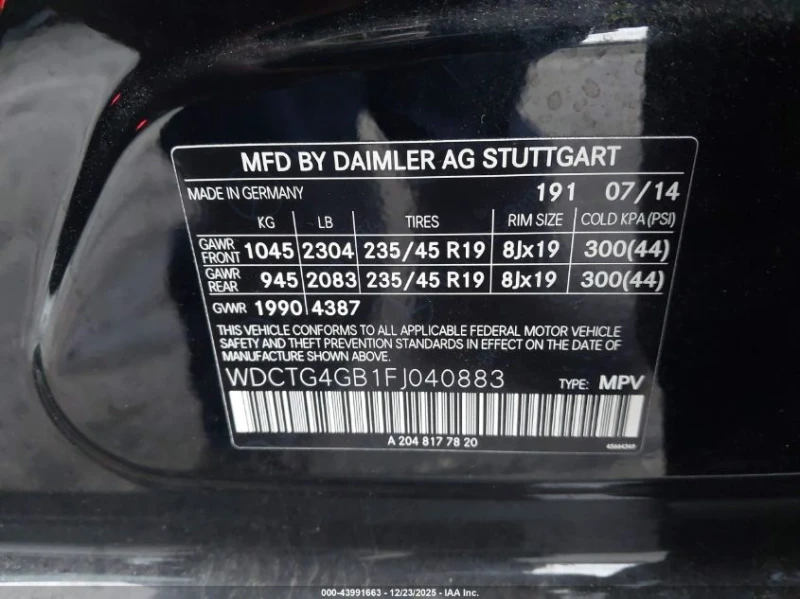 MFD BY DAIMLER AG STUTTGART
MADE IN GERMANY 191 07/14
KG LB TIRES RIM SIZE COLD KPA (PSI)
GAWR FRONT 1045 2304 235/45 R19 8Jx19 300(44)
GAWR REAR 945 2083 235/45 R19 8Jx19 300(44)
GVWR 1990 4387
THIS VEHICLE CONFORMS TO ALL APPLICABLE FEDERAL MOTOR VEHICLE
SAFETY AND THEFT PREVENTION STANDARDS IN EFFECT ON THE DATE
OF MANUFACTURE SHOWN ABOVE
WDCTG4GB1FJ040883 TYPE: MPV
A 204 817 78 20
000-43991663 - 12/23/2025 - IAA Inc.